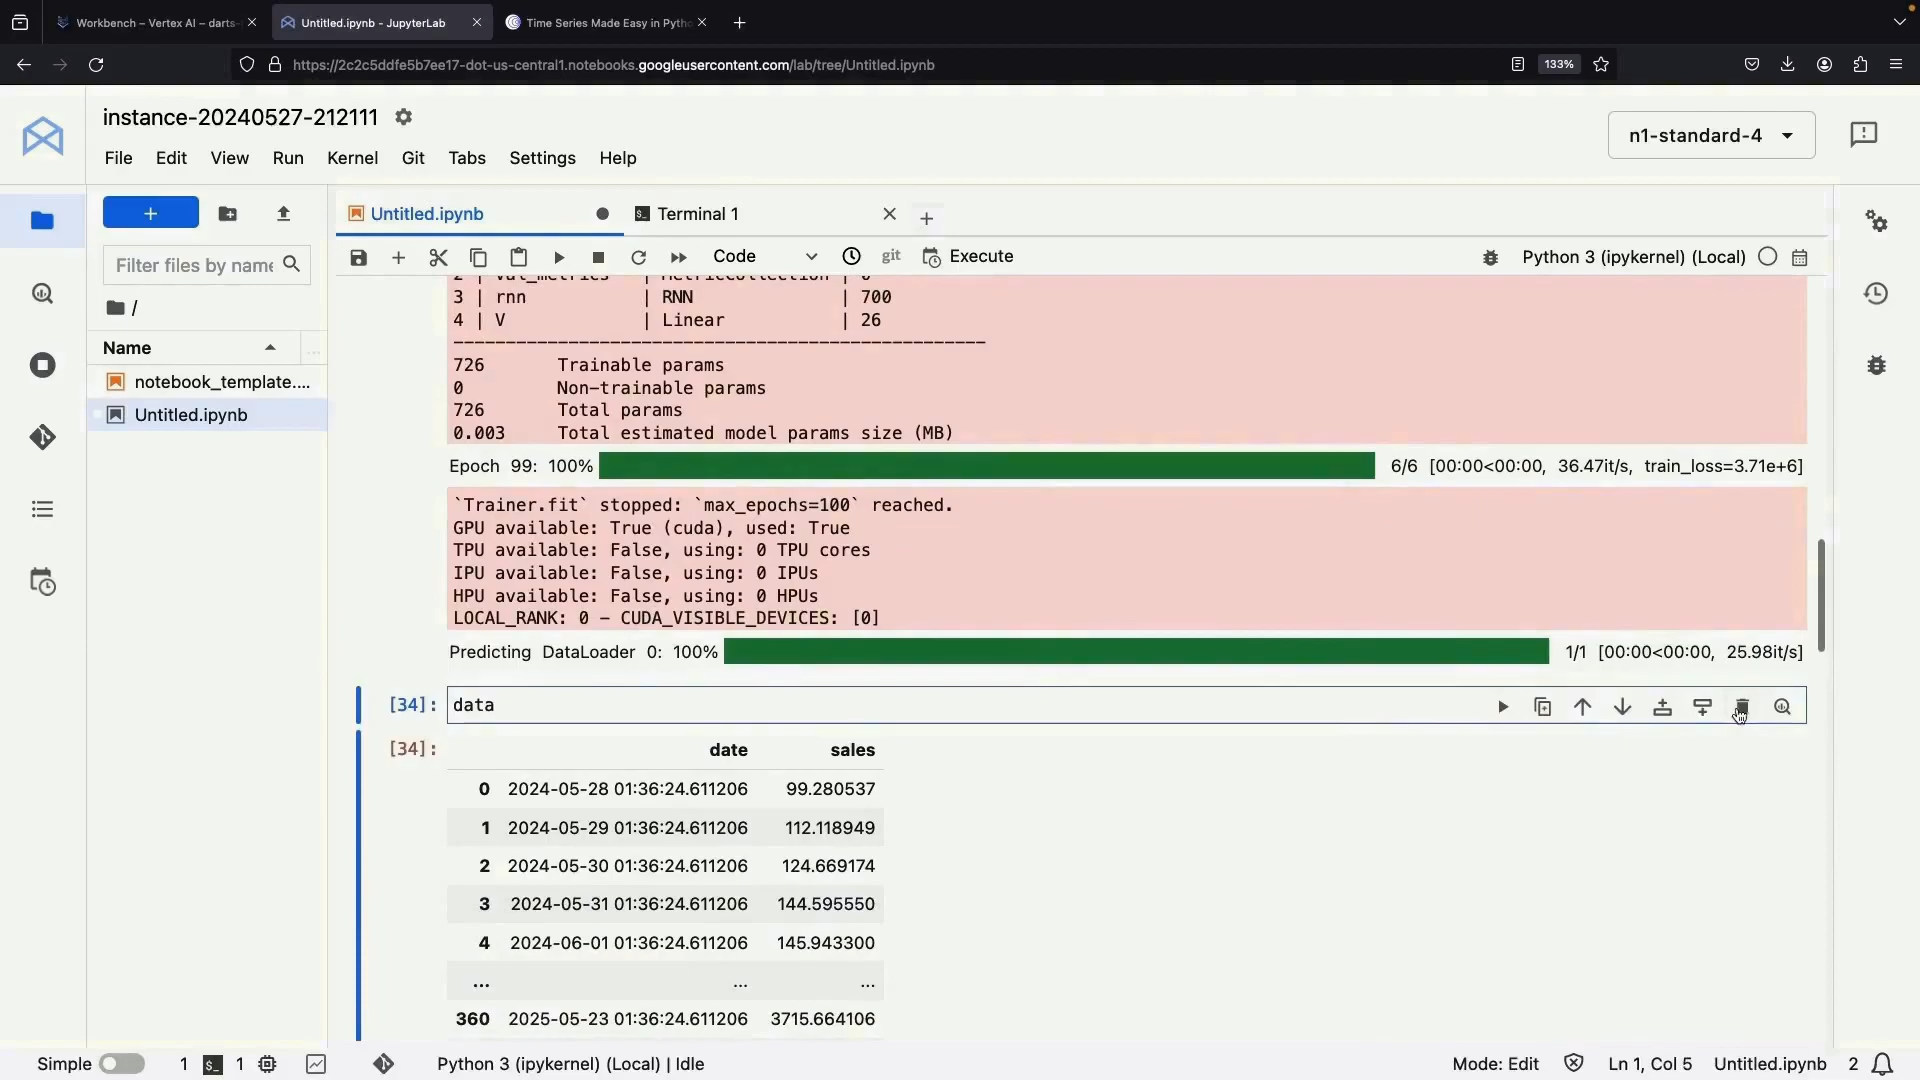 Workbench – Vertex AI – darts-
Untitled.ipynb - JupyterLab
Time Series Made Easy in Pytho
https://2c2c5ddfe5b7ee17-dot-us-central1.notebooks.googleusercontent.com/lab/tree/Untitled.ipynb
133%
instance-20240527-212111
n1-standard-4
File Edit View Run Kernel Git Tabs Settings Help
Untitled.ipynb
Terminal 1
Filter files by name
Code
git
Execute
Python 3 (ipykernel) (Local)
/
Name
...
notebook_template....
Untitled.ipynb
2 | val_metrics | MetricCollection | 0
3 | rnn | RNN | 700
4 | V | Linear | 26
---------------------------------------------------
726 Trainable params
0 Non-trainable params
726 Total params
0.003 Total estimated model params size (MB)
Epoch 99: 100% 6/6 [00:00<00:00, 36.47it/s, train_loss=3.71e+6]
`Trainer.fit` stopped: `max_epochs=100` reached.
GPU available: True (cuda), used: True
TPU available: False, using: 0 TPU cores
IPU available: False, using: 0 IPUs
HPU available: False, using: 0 HPUs
LOCAL_RANK: 0 - CUDA_VISIBLE_DEVICES: [0]
Predicting DataLoader 0: 100% 1/1 [00:00<00:00, 25.98it/s]
[34]: data
[34]: date sales
0 2024-05-28 01:36:24.611206 99.280537
1 2024-05-29 01:36:24.611206 112.118949
2 2024-05-30 01:36:24.611206 124.669174
3 2024-05-31 01:36:24.611206 144.595550
4 2024-06-01 01:36:24.611206 145.943300
... ... ...
360 2025-05-23 01:36:24.611206 3715.664106
Simple 1 1 Python 3 (ipykernel) (Local) | Idle Mode: Edit Ln 1, Col 5 Untitled.ipynb 2